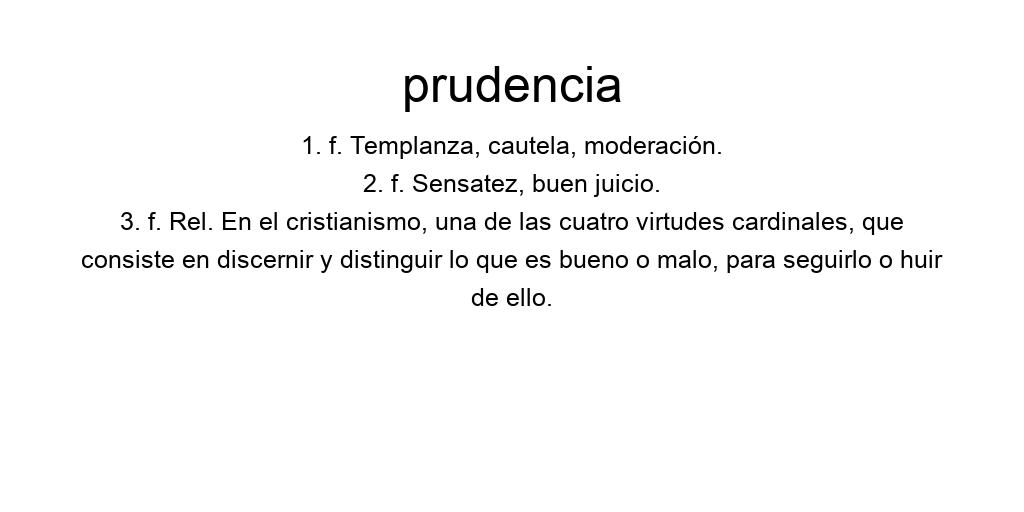 prudencia
1. f. Templanza, cautela, moderación.
2. f. Sensatez, buen juicio.
3. f. Rel. En el cristianismo, una de las cuatro virtudes cardinales, que
consiste en discernir y distinguir lo que es bueno o malo, para seguirlo o huir
de ello.